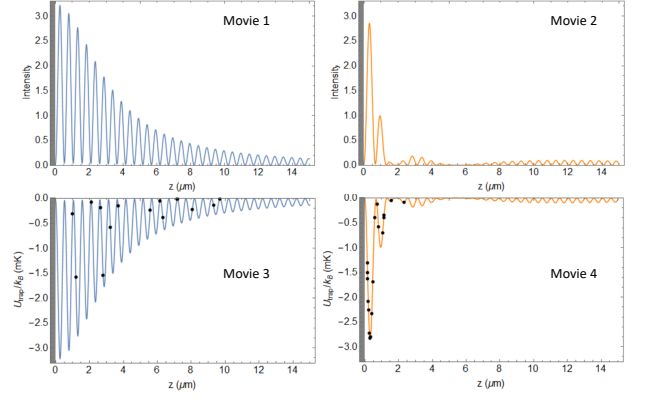 Movie 1
Intensity
3.0
2.5
2.0
1.5
1.0
0.5
0.0
0 2 4 6 8 10 12 14
z (μm)
Movie 2
Intensity
3.0
2.5
2.0
1.5
1.0
0.5
0.0
0 2 4 6 8 10 12 14
z (μm)
Movie 3
U_trap/k_B (mK)
0.0
−0.5
−1.0
−1.5
−2.0
−2.5
−3.0
0 2 4 6 8 10 12 14
z (μm)
Movie 4
U_trap/k_B (mK)
0.0
−0.5
−1.0
−1.5
−2.0
−2.5
−3.0
0 2 4 6 8 10 12 14
z (μm)